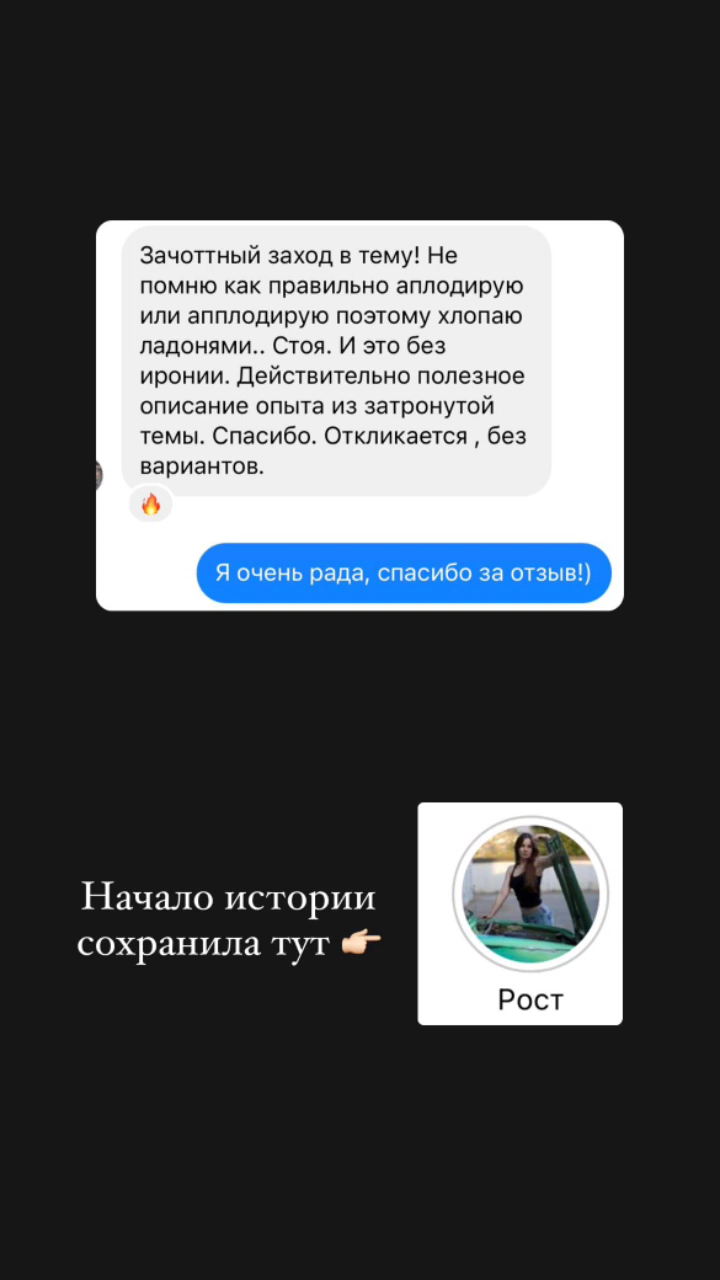 Зачоттный заход в тему! Не
помню как правильно аплодирую
или апплодирую поэтому хлопаю
ладонями.. Стоя. И это без
иронии. Действительно полезное
описание опыта из затронутой
темы. Спасибо. Откликается , без
вариантов.
🔥
Я очень рада, спасибо за отзыв!)
Начало истории
сохранила тут 👉🏻
Рост